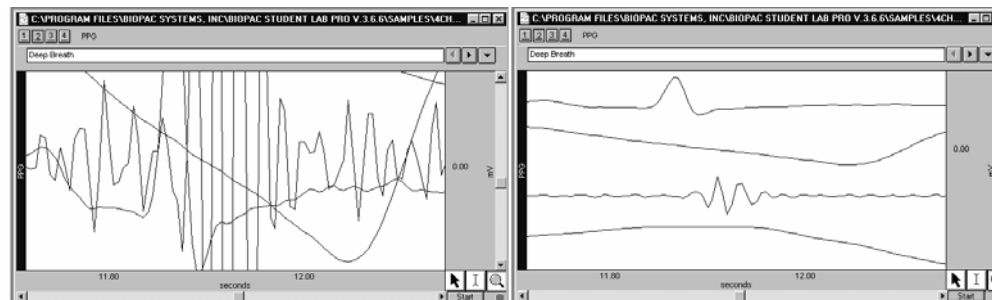 C:\PROGRAM FILES\BIOPAC SYSTEMS, INC\BIOPAC STUDENT LAB PRO V.3.6.6\SAMPLES\4CH...
1 2 3 4 PPG
Deep Breath
PPG
0.00
mV
11.80 12.00
seconds
Start
C:\PROGRAM FILES\BIOPAC SYSTEMS, INC\BIOPAC STUDENT LAB PRO V.3.6.6\SAMPLES\4CH...
1 2 3 4 PPG
Deep Breath
PPG
0.00
mV
11.80 12.00
seconds
Start